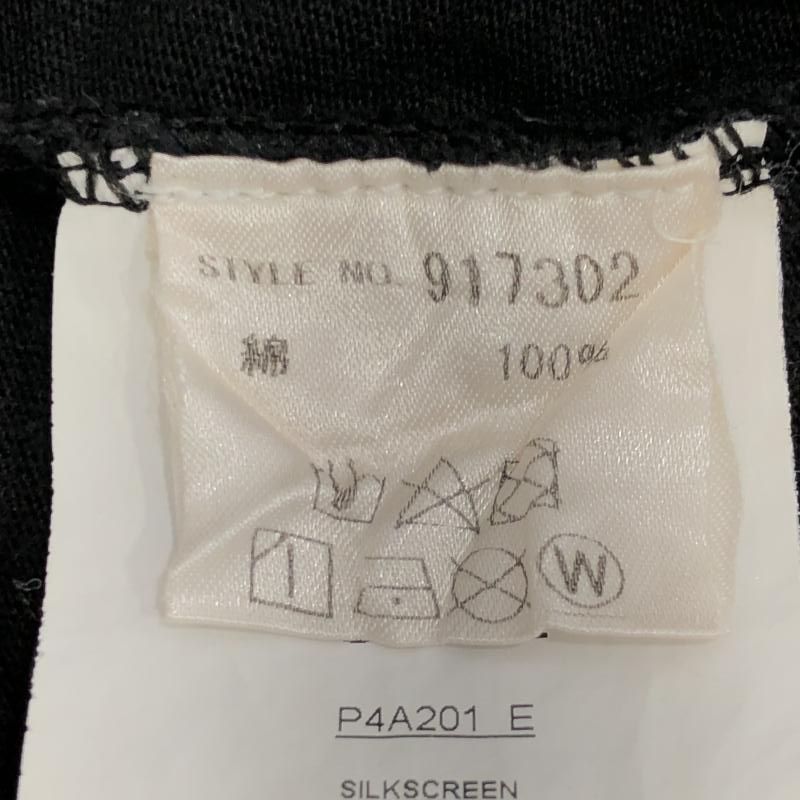 STYLE NO. 917302
綿 100%
W
P4A201 E
SILKSCREEN